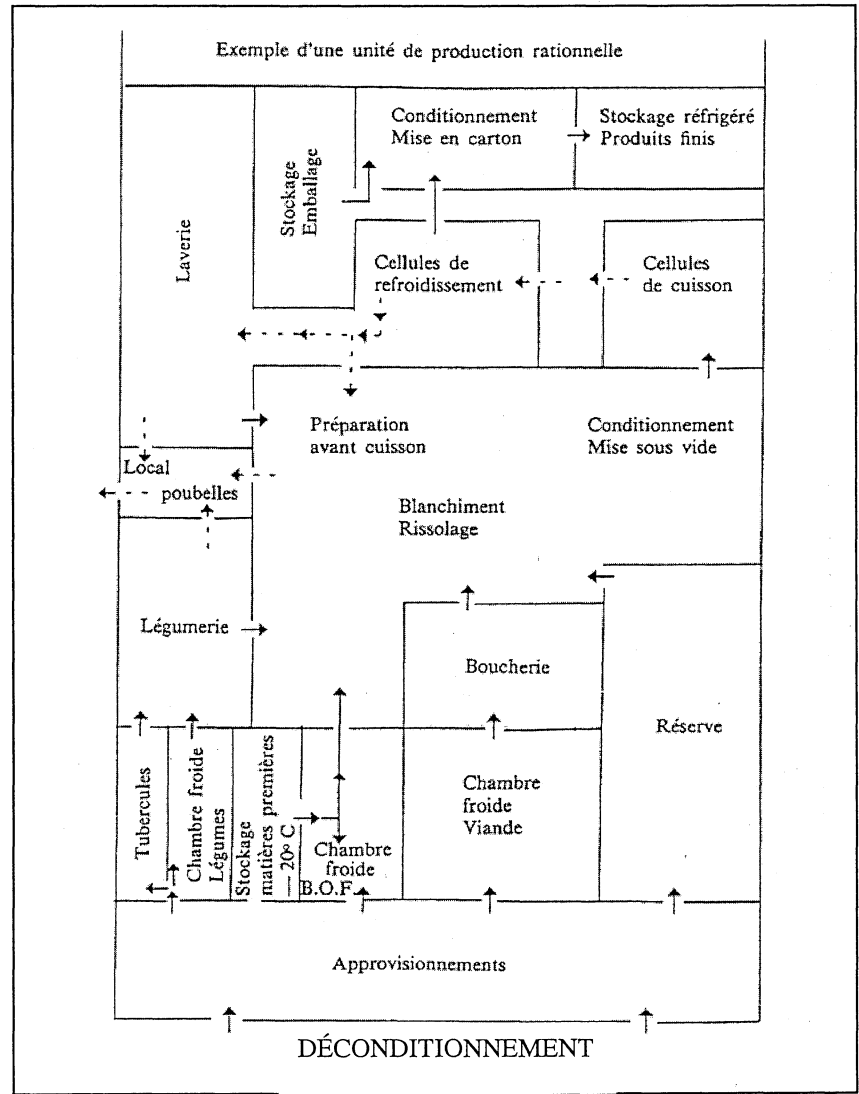 Exemple d'une unité de production rationnelle
Laverie
Stockage
Emballage
Conditionnement
Mise en carton
Stockage réfrigéré
Produits finis
Cellules de
refroidissement
Cellules
de cuisson
Préparation
avant cuisson
Conditionnement
Mise sous vide
Local
poubelles
Blanchiment
Rissolage
Légumerie
Boucherie
Réserve
Tubercules
Chambre froide
Légumes
Stockage
matières premières
— 20° C
Chambre
froide
B.O.F.
Chambre
froide
Viande
Approvisionnements
DÉCONDITIONNEMENT